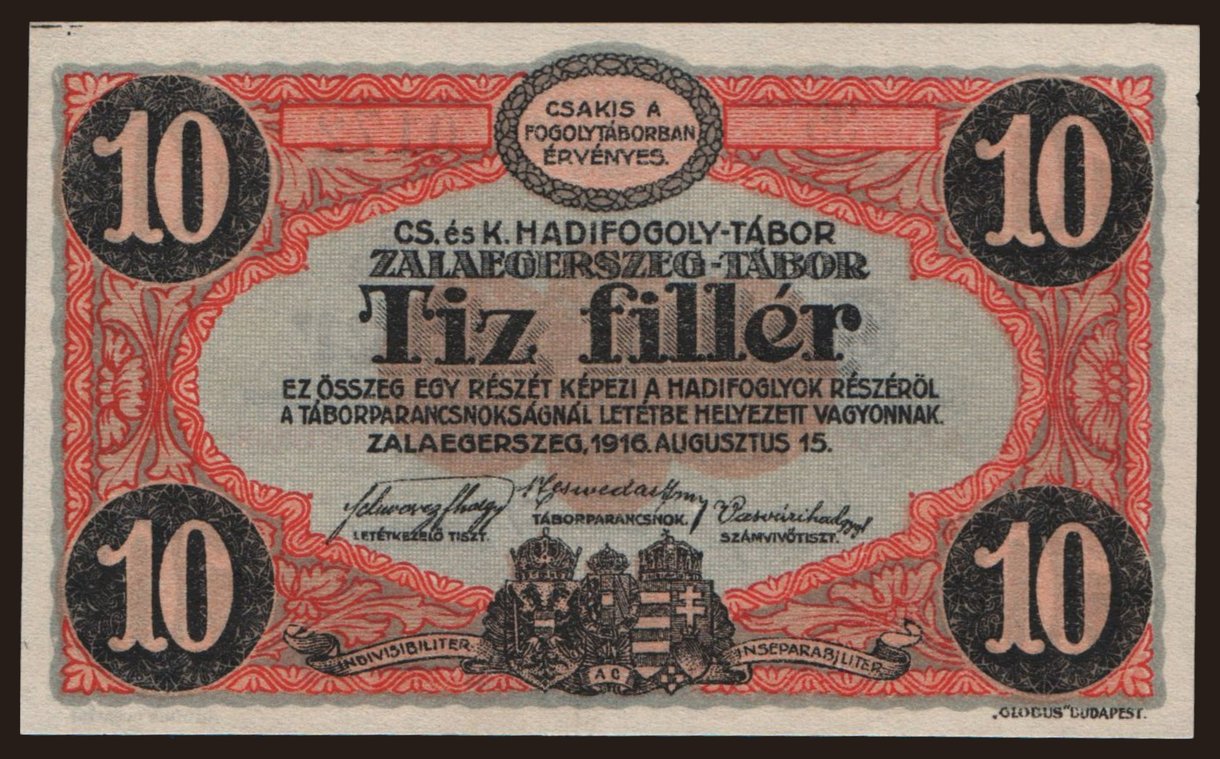 10
10
CSAKIS A
FOGOLYTÁBORBAN
ÉRVÉNYES.
CS. és K. HADIFOGOLY-TÁBOR
ZALAEGERSZEG-TÁBOR
Tiz fillér
EZ ÖSSZEG EGY RÉSZÉT KÉPEZI A HADIFOGLYOK RÉSZÉRŐL
A TÁBORPARANCSNOKSÁGNÁL LETÉTBE HELYEZETT VAGYONNAK.
ZALAEGERSZEG, 1916. AUGUSZTUS 15.
LETÉTKEZELŐ TISZT.
TÁBORPARANCSNOK.
SZÁMVIVŐTISZT.
10
10
INDIVISIBILITER
AC
INSEPARABILITER
„GLOBUS" BUDAPEST.